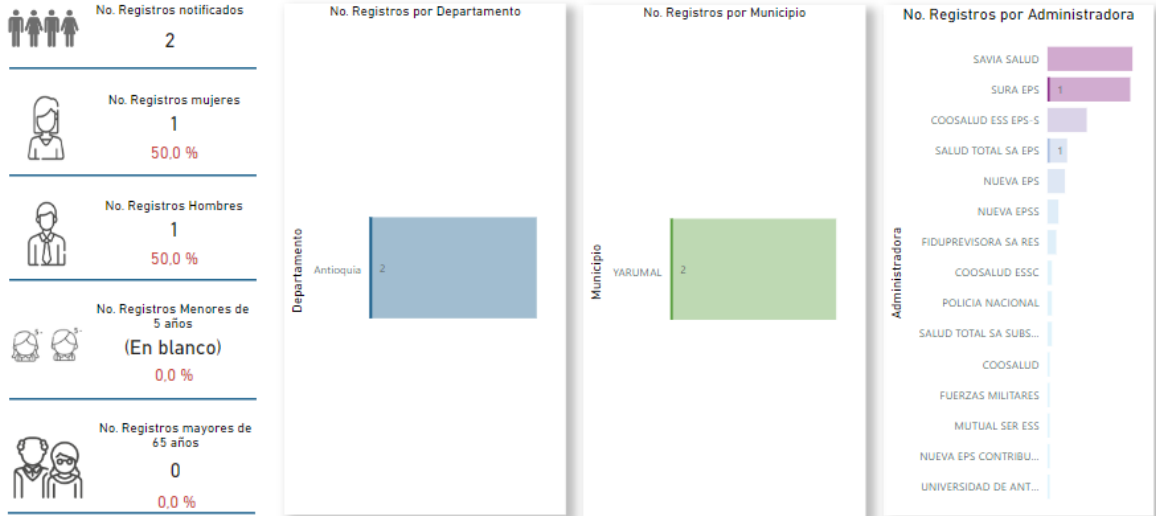 No. Registros notificados
2
No. Registros mujeres
1
50,0 %
No. Registros Hombres
1
50,0 %
No. Registros Menores de
5 años
(En blanco)
0,0 %
No. Registros mayores de
65 años
0
0,0 %
No. Registros por Departamento
Departamento
Antioquia
2
No. Registros por Municipio
Municipio
YARUMAL
2
No. Registros por Administradora
Administradora
SAVIA SALUD
SURA EPS 1
COOSALUD ESS EPS-S
SALUD TOTAL SA EPS 1
NUEVA EPS
NUEVA EPSS
FIDUPREVISORA SA RES
COOSALUD ESSC
POLICIA NACIONAL
SALUD TOTAL SA SUBS...
COOSALUD
FUERZAS MILITARES
MUTUAL SER ESS
NUEVA EPS CONTRIBU...
UNIVERSIDAD DE ANT...